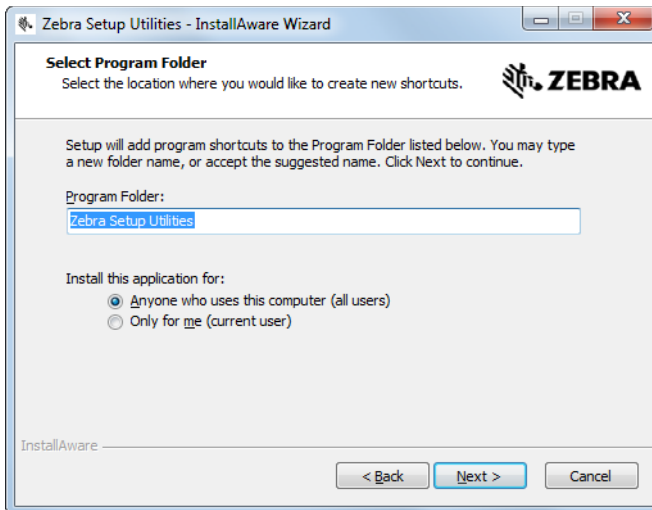 Zebra Setup Utilities - InstallAware Wizard
Select Program Folder
Select the location where you would like to create new shortcuts.
ZEBRA
Setup will add program shortcuts to the Program Folder listed below. You may type
a new folder name, or accept the suggested name. Click Next to continue.
Program Folder:
Zebra Setup Utilities
Install this application for:
Anyone who uses this computer (all users)
Only for me (current user)
InstallAware
< Back Next > Cancel